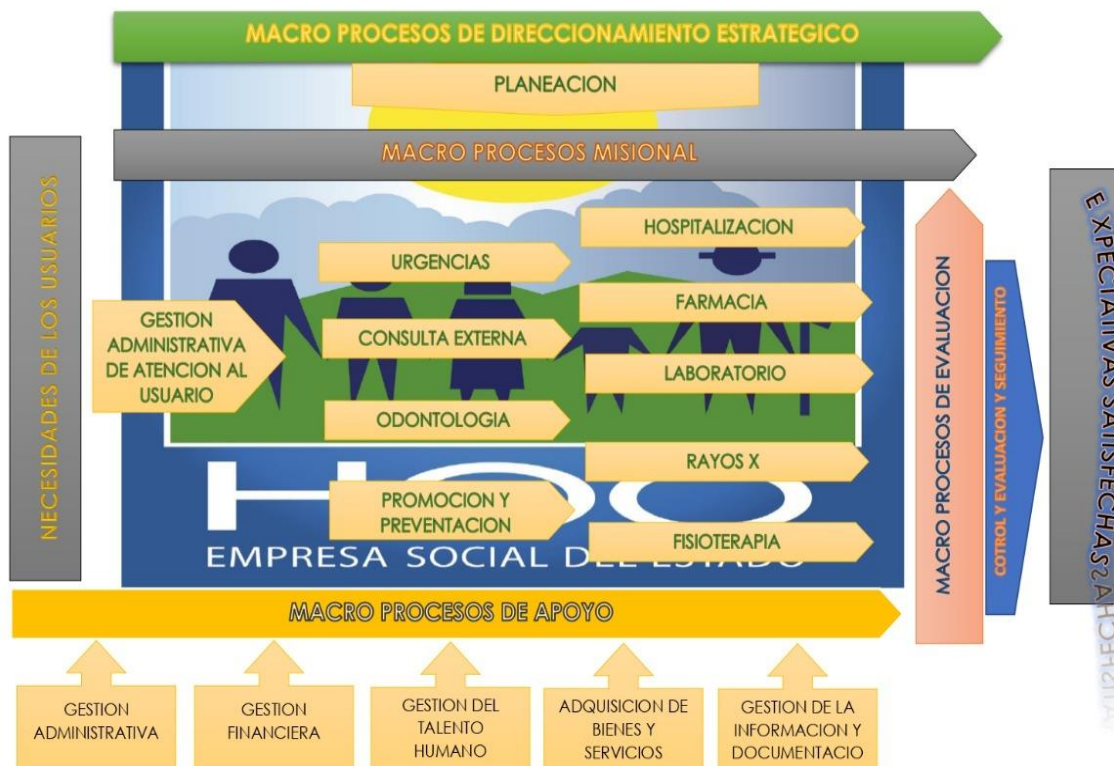 MACRO PROCESOS DE DIRECCIONAMIENTO ESTRATEGICO
PLANEACION
MACRO PROCESOS MISIONAL
NECESIDADES DE LOS USUARIOS
GESTION
ADMINISTRATIVA
DE ATENCION AL
USUARIO
URGENCIAS
CONSULTA EXTERNA
ODONTOLOGIA
PROMOCION Y
PREVENTACION
HOSPITALIZACION
FARMACIA
LABORATORIO
RAYOS X
FISIOTERAPIA
EMPRESA SOCIAL DEL ESTADO
MACRO PROCESOS DE EVALUACION
COTROL Y EVALUACION Y SEGUIMIENTO
E XPECTATIVAS SATISFECHAS
MACRO PROCESOS DE APOYO
GESTION
ADMINISTRATIVA
GESTION
FINANCIERA
GESTION DEL
TALENTO
HUMANO
ADQUISICION DE
BIENES Y
SERVICIOS
GESTION DE LA
INFORMACION Y
DOCUMENTACIO